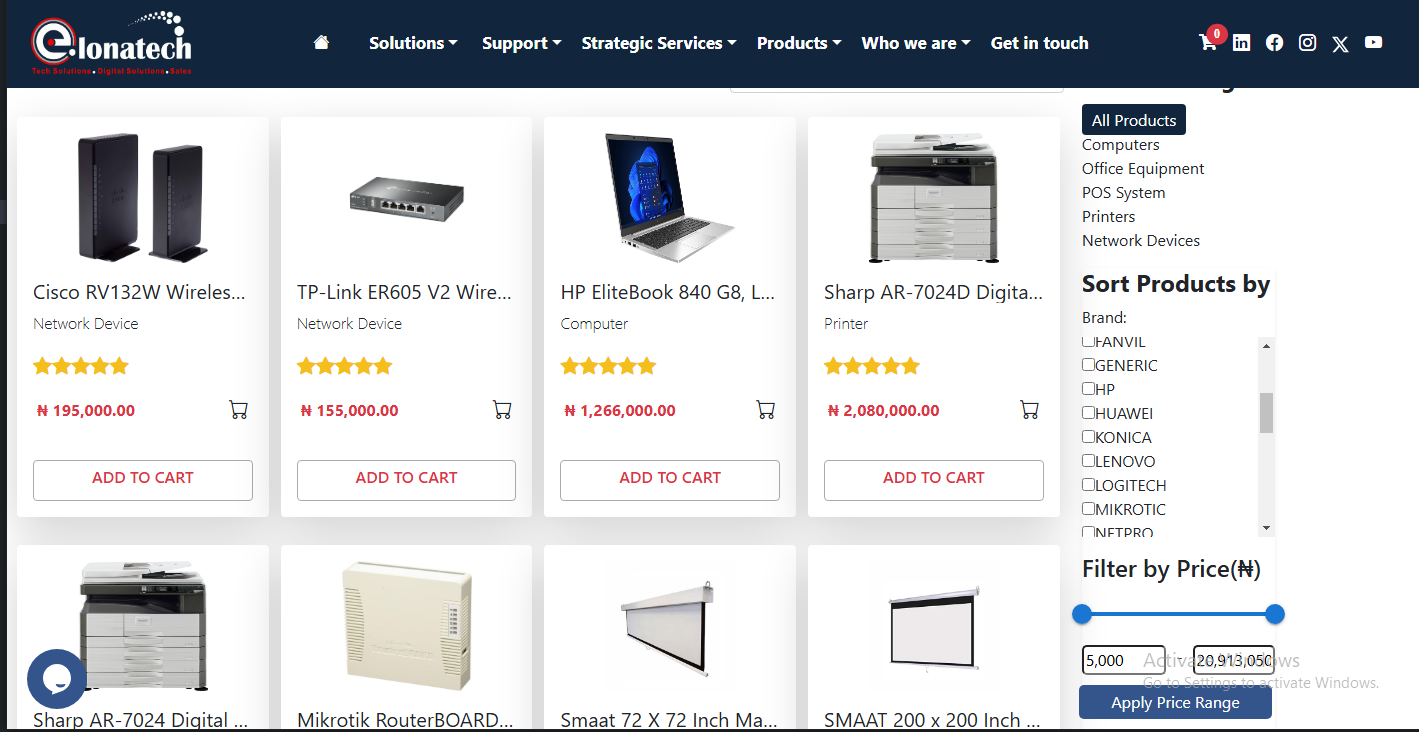 e.lonatech
Tech Solutions • Digital Solutions • Sales
Solutions
Support
Strategic Services
Products
Who we are
Get in touch
0
All Products
Computers
Office Equipment
POS System
Printers
Network Devices
Sort Products by
Brand:
FANVIL
GENERIC
HP
HUAWEI
KONICA
LENOVO
LOGITECH
MIKROTIC
NETPRO
Filter by Price(₦)
5,000 - 20,913,050
Apply Price Range
Cisco RV132W Wireles...
Network Device
₦ 195,000.00
ADD TO CART
TP-Link ER605 V2 Wire...
Network Device
₦ 155,000.00
ADD TO CART
HP EliteBook 840 G8, L...
Computer
₦ 1,266,000.00
ADD TO CART
Sharp AR-7024D Digita...
Printer
₦ 2,080,000.00
ADD TO CART
Sharp AR-7024 Digital ...
Mikrotik RouterBOARD...
Smaat 72 X 72 Inch Ma...
SMAAT 200 x 200 Inch ...
Activate Windows
Go to Settings to activate Windows.